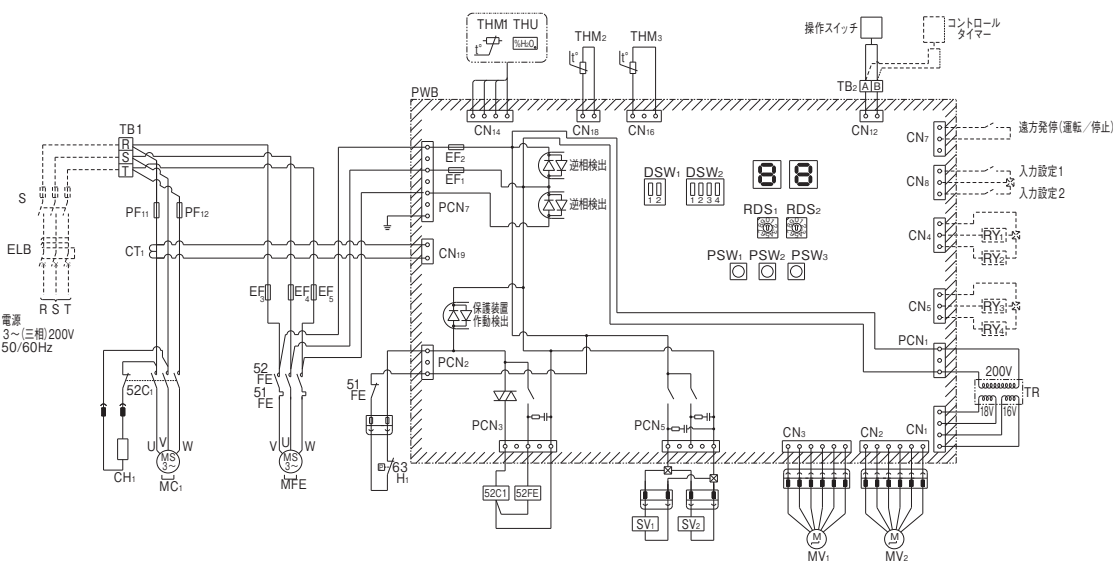 THM1 THU
t°
%H₂O
THM₂
THM₃
t°
t°
操作スイッチ
コントロール
タイマー
TB₂ A B
PWB
CN₁₄
CN₁₈
CN₁₆
CN₁₂
TB1
R
S
T
EF₂
EF₁
逆相検出
逆相検出
DSW₁ DSW₂
1 2
1 2 3 4
8 8
CN₇
遠方発停(運転／停止)
CN₈
入力設定1
入力設定2
S
PF₁₁
PF₁₂
PCN₇
RDS₁ RDS₂
CN₄
RY₁
RY₂
ELB
CT₁
CN₁₉
PSW₁ PSW₂ PSW₃
R S T
電源
3～(三相)200V
50/60Hz
EF₃
EF₄
EF₅
保護装置
作動検出
CN₅
RY₃
RY₄
PCN₁
PCN₂
200V
TR
18V
16V
52C₁
52
FE
51
FE
51
FE
PCN₃
PCN₅
CN₃
CN₂
CN₁
U V W
MS
3～
CH₁
MC₁
V U W
MS
3～
MFE
63
H₁
P
52C1
52FE
SV₁
SV₂
M
MV₁
M
MV₂